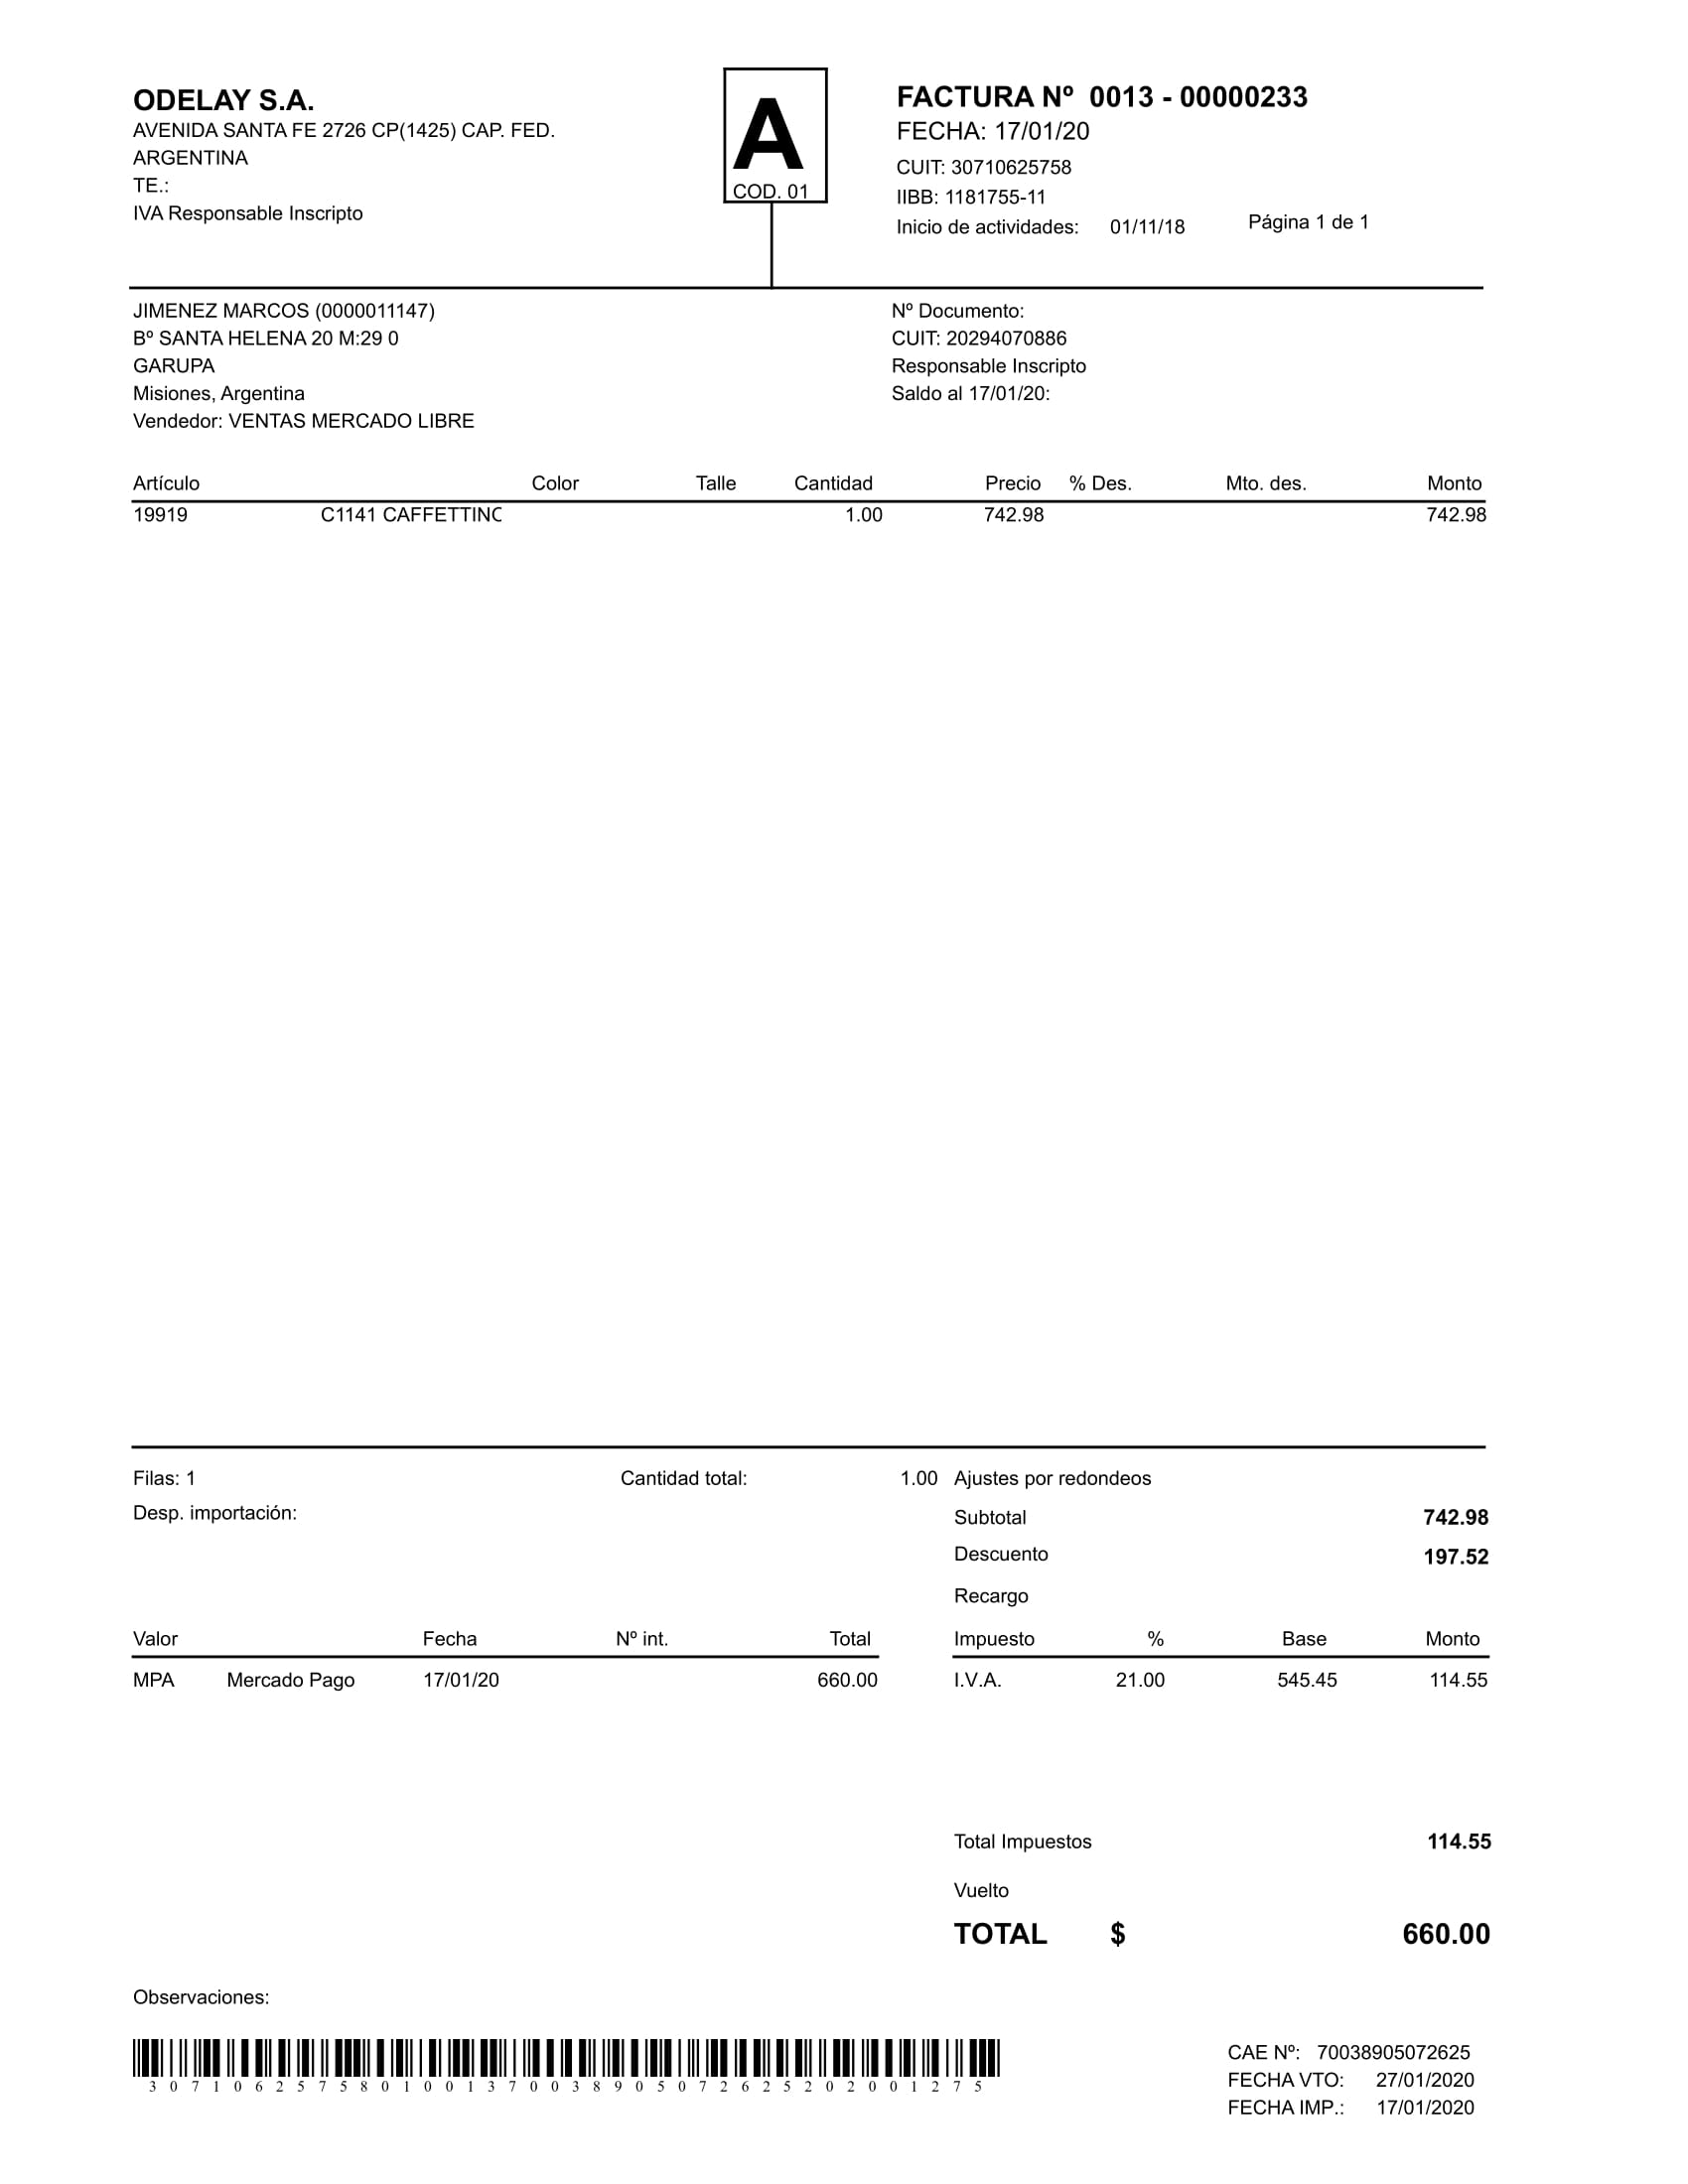 ODELAY S.A.
AVENIDA SANTA FE 2726 CP(1425) CAP. FED.
ARGENTINA
TE.:
IVA Responsable Inscripto
A
COD. 01
FACTURA Nº 0013 - 00000233
FECHA: 17/01/20
CUIT: 30710625758
IIBB: 1181755-11
Inicio de actividades: 01/11/18 Página 1 de 1
JIMENEZ MARCOS (0000011147)
Bº SANTA HELENA 20 M:29 0
GARUPA
Misiones, Argentina
Vendedor: VENTAS MERCADO LIBRE
Nº Documento:
CUIT: 20294070886
Responsable Inscripto
Saldo al 17/01/20:
Artículo Color Talle Cantidad Precio % Des. Mto. des. Monto
19919 C1141 CAFFETTINC 1.00 742.98 742.98
Filas: 1 Cantidad total: 1.00 Ajustes por redondeos
Desp. importación:
Subtotal 742.98
Descuento 197.52
Recargo
Valor Fecha Nº int. Total
MPA Mercado Pago 17/01/20 660.00
Impuesto % Base Monto
I.V.A. 21.00 545.45 114.55
Total Impuestos 114.55
Vuelto
TOTAL $ 660.00
Observaciones:
3071062575801001370038905072625202001275
CAE Nº: 70038905072625
FECHA VTO: 27/01/2020
FECHA IMP.: 17/01/2020